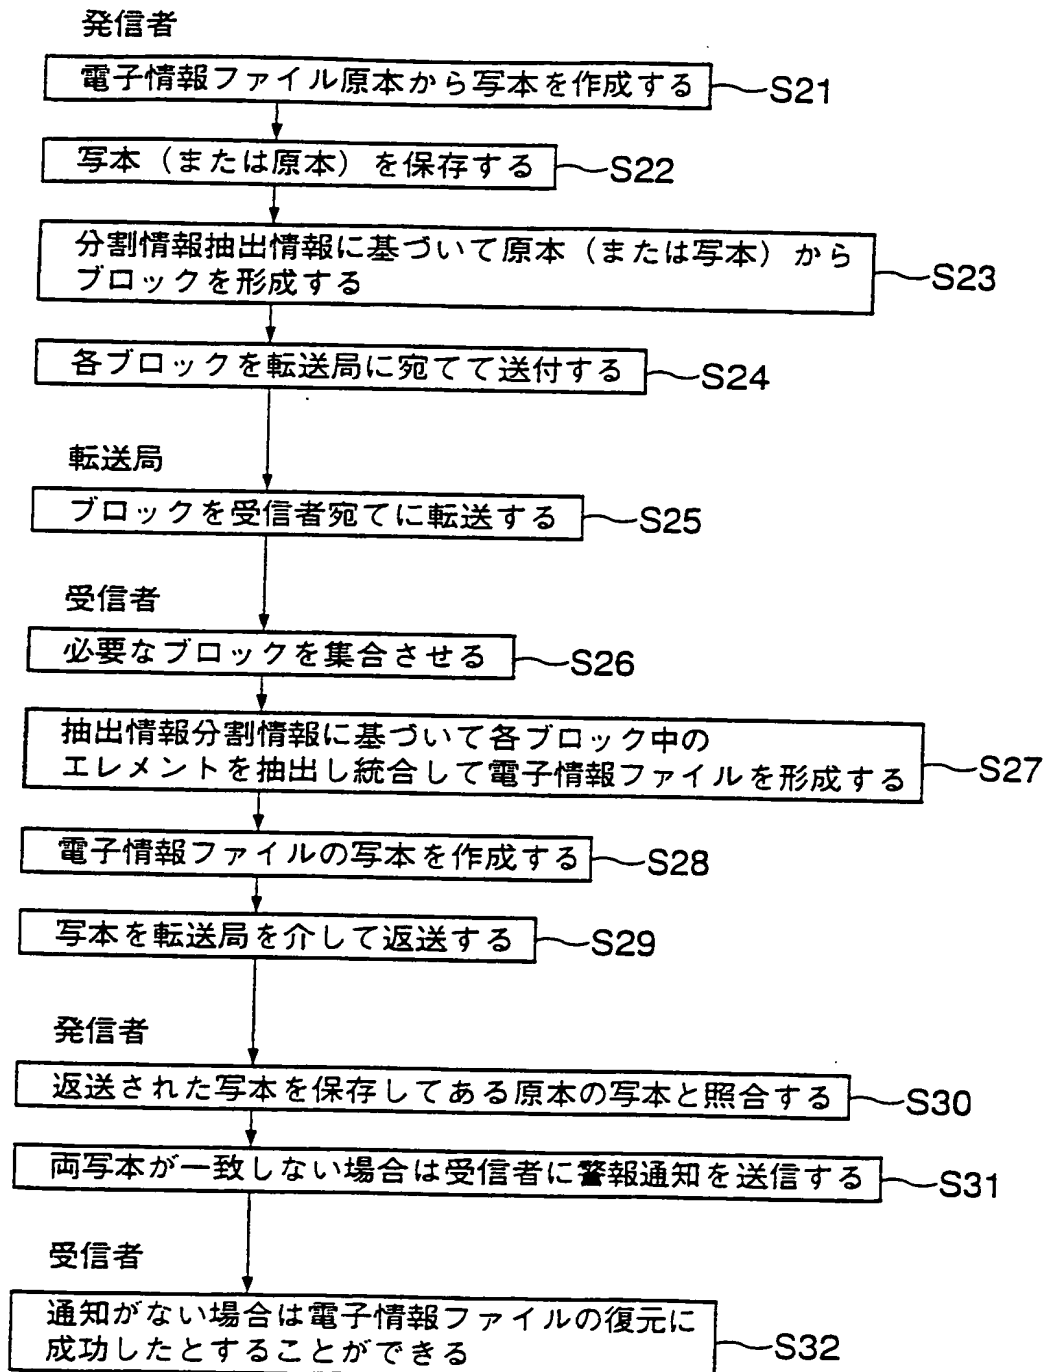 発信者
電子情報ファイル原本から写本を作成する S21
写本（または原本）を保存する S22
分割情報抽出情報に基づいて原本（または写本）から
ブロックを形成する S23
各ブロックを転送局に宛てて送付する S24
転送局
ブロックを受信者宛てに転送する S25
受信者
必要なブロックを集合させる S26
抽出情報分割情報に基づいて各ブロック中の
エレメントを抽出し統合して電子情報ファイルを形成する S27
電子情報ファイルの写本を作成する S28
写本を転送局を介して返送する S29
発信者
返送された写本を保存してある原本の写本と照合する S30
両写本が一致しない場合は受信者に警報通知を送信する S31
受信者
通知がない場合は電子情報ファイルの復元に
成功したとすることができる S32